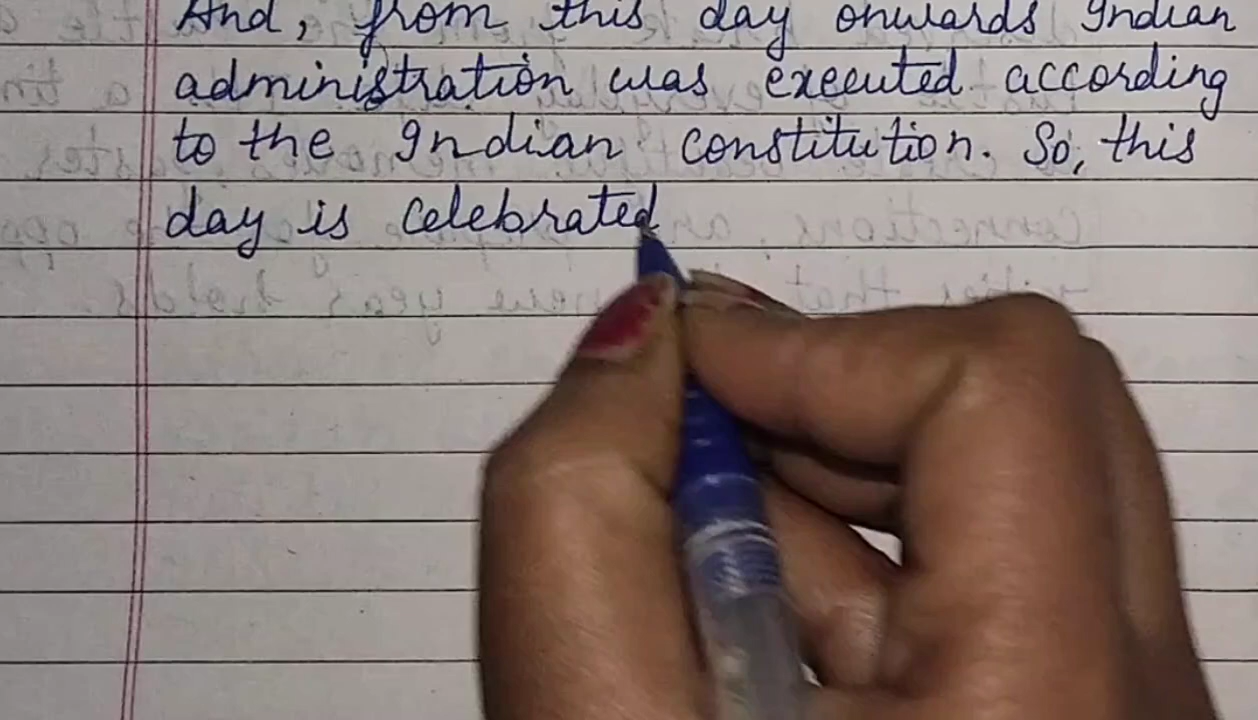 And, from this day onwards Indian
administration was executed according
to the Indian constitution. So, this
day is celebrated